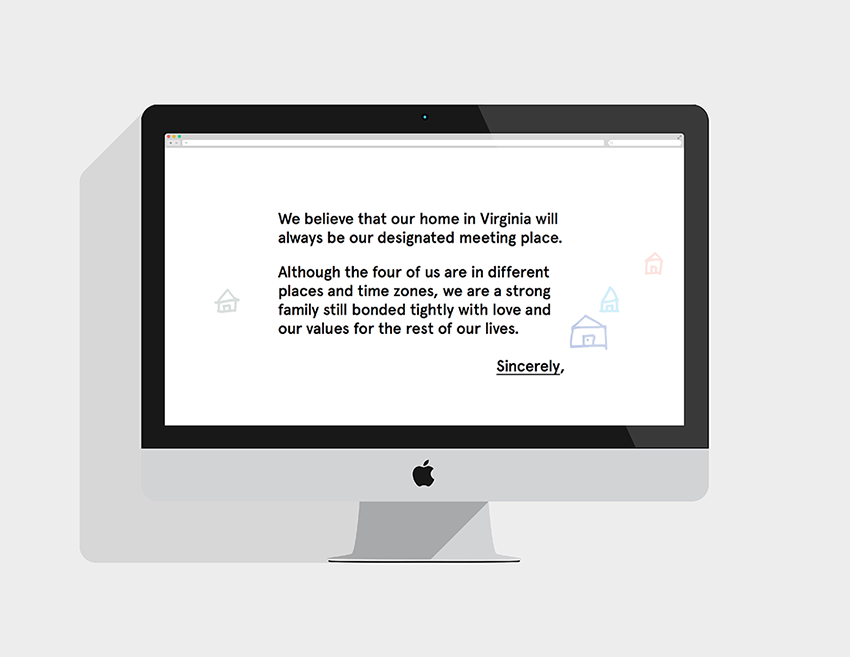 We believe that our home in Virginia will
always be our designated meeting place.
Although the four of us are in different
places and time zones, we are a strong
family still bonded tightly with love and
our values for the rest of our lives.
Sincerely,